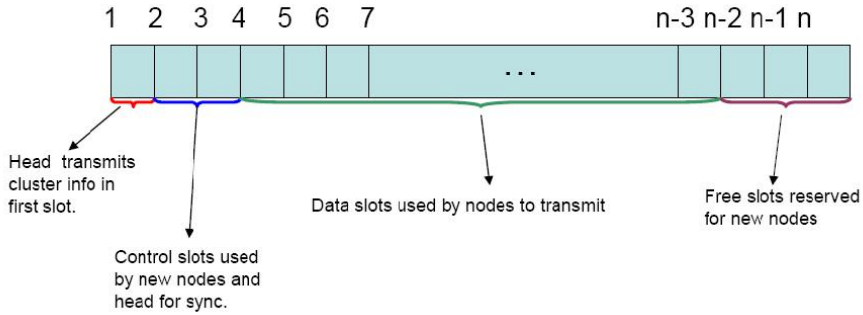 1 2 3 4 5 6 7 n-3 n-2 n-1 n
...
Head transmits
cluster info in
first slot.
Control slots used
by new nodes and
head for sync.
Data slots used by nodes to transmit
Free slots reserved
for new nodes